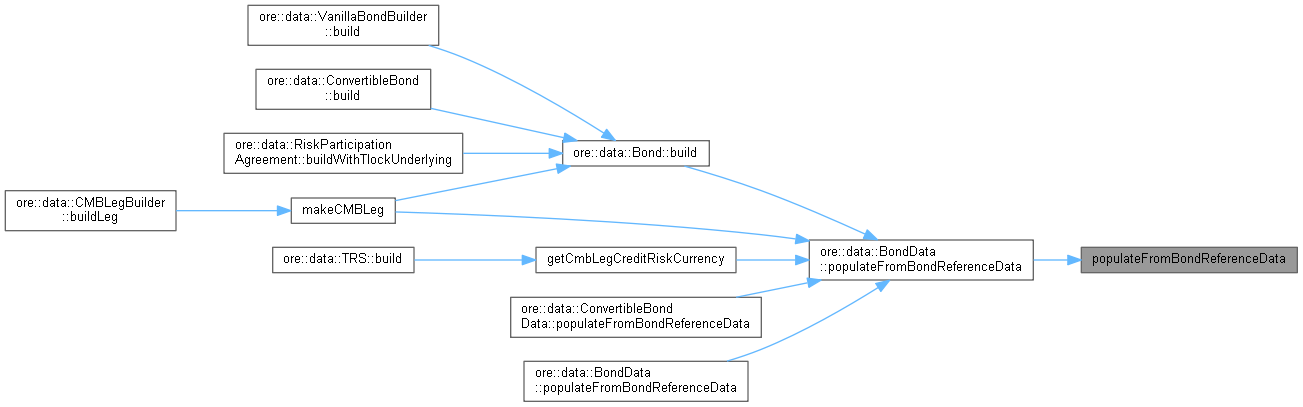 ore::data::VanillaBondBuilder
::build
ore::data::ConvertibleBond
::build
ore::data::RiskParticipation
Agreement::buildWithTlockUnderlying
ore::data::Bond::build
ore::data::CMBLegBuilder
::buildLeg
makeCMBLeg
ore::data::TRS::build
getCmbLegCreditRiskCurrency
ore::data::BondData
::populateFromBondReferenceData
populateFromBondReferenceData
ore::data::ConvertibleBond
Data::populateFromBondReferenceData
ore::data::BondData
::populateFromBondReferenceData